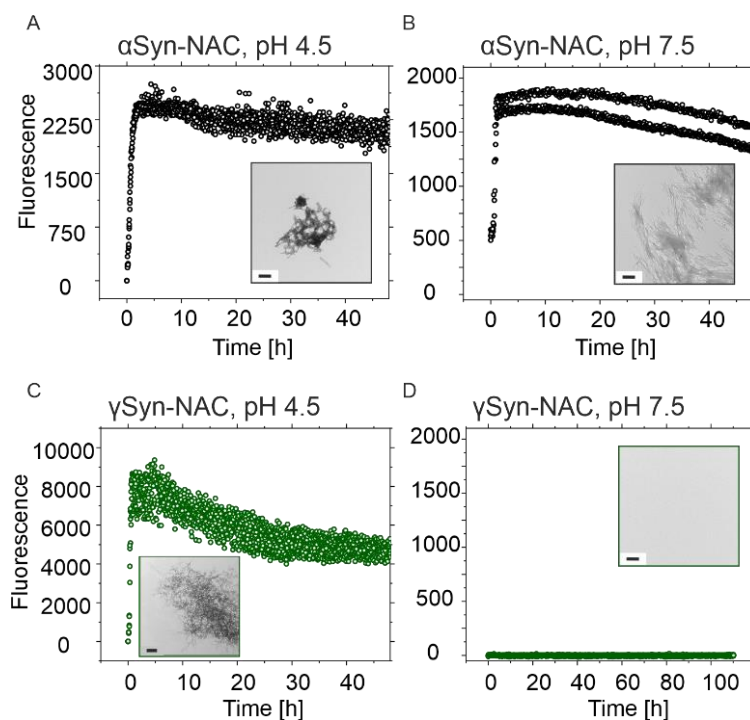 A
αSyn-NAC, pH 4.5
3000
2250
1500
750
0
Fluorescence
0 10 20 30 40
Time [h]
B
αSyn-NAC, pH 7.5
2000
1500
1000
500
0
0 10 20 30 40
Time [h]
C
γSyn-NAC, pH 4.5
10000
8000
6000
4000
2000
0
Fluorescence
0 10 20 30 40
Time [h]
D
γSyn-NAC, pH 7.5
2000
1500
1000
500
0
0 20 40 60 80 100
Time [h]